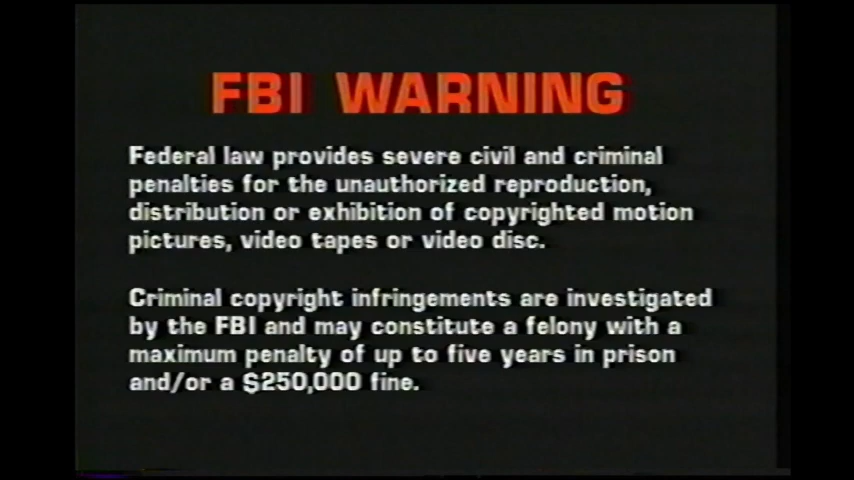 FBI WARNING
Federal law provides severe civil and criminal
penalties for the unauthorized reproduction,
distribution or exhibition of copyrighted motion
pictures, video tapes or video disc.
Criminal copyright infringements are investigated
by the FBI and may constitute a felony with a
maximum penalty of up to five years in prison
and/or a $250,000 fine.